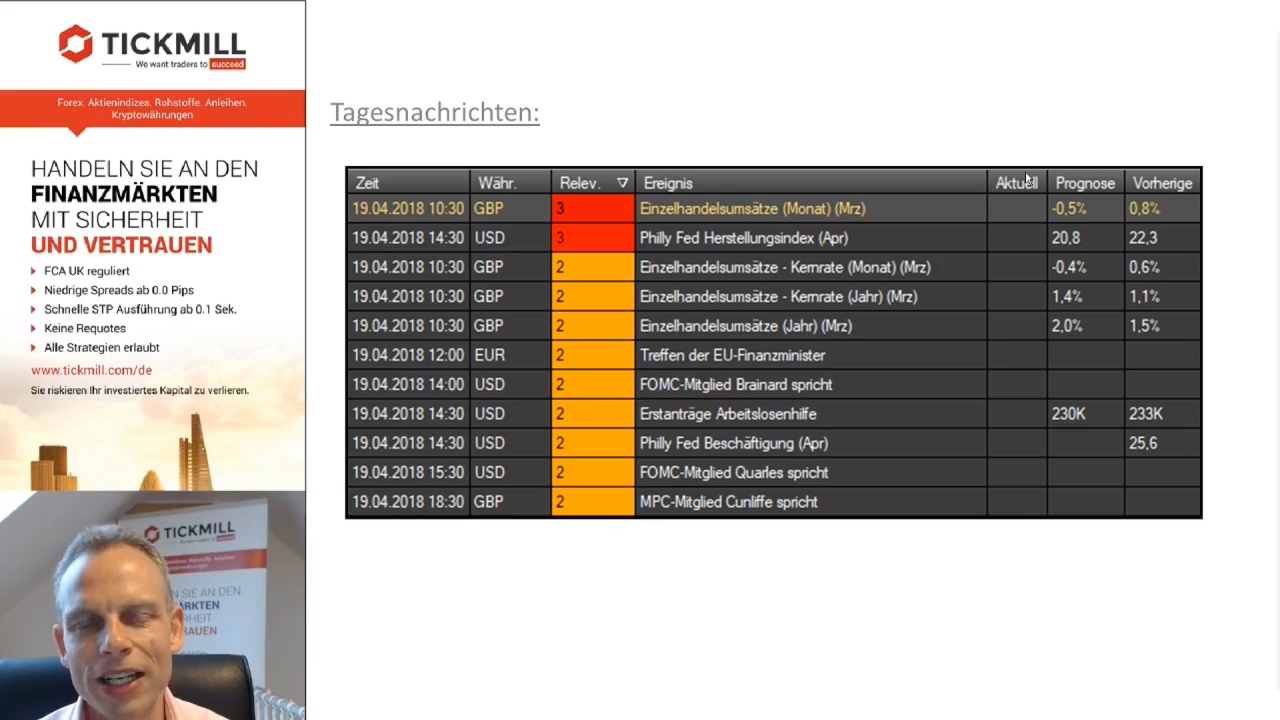 TICKMILL
We want traders to succeed
Forex. Aktienindizes. Rohstoffe. Anleihen.
Kryptowährungen
HANDELN SIE AN DEN
FINANZMÄRKTEN
MIT SICHERHEIT
UND VERTRAUEN
FCA UK reguliert
Niedrige Spreads ab 0.0 Pips
Schnelle STP Ausführung ab 0.1 Sek.
Keine Requotes
Alle Strategien erlaubt
www.tickmill.com/de
Sie riskieren Ihr investiertes Kapital zu verlieren.
Tagesnachrichten:
Zeit Währ. Relev. Ereignis Aktuell Prognose Vorherige
19.04.2018 10:30 GBP 3 Einzelhandelsumsätze (Monat) (Mrz) -0,5% 0,8%
19.04.2018 14:30 USD 3 Philly Fed Herstellungsindex (Apr) 20,8 22,3
19.04.2018 10:30 GBP 2 Einzelhandelsumsätze - Kernrate (Monat) (Mrz) -0,4% 0,6%
19.04.2018 10:30 GBP 2 Einzelhandelsumsätze - Kernrate (Jahr) (Mrz) 1,4% 1,1%
19.04.2018 10:30 GBP 2 Einzelhandelsumsätze (Jahr) (Mrz) 2,0% 1,5%
19.04.2018 12:00 EUR 2 Treffen der EU-Finanzminister
19.04.2018 14:00 USD 2 FOMC-Mitglied Brainard spricht
19.04.2018 14:30 USD 2 Erstanträge Arbeitslosenhilfe 230K 233K
19.04.2018 14:30 USD 2 Philly Fed Beschäftigung (Apr) 25,6
19.04.2018 15:30 USD 2 FOMC-Mitglied Quarles spricht
19.04.2018 18:30 GBP 2 MPC-Mitglied Cunliffe spricht
TICKMILL
N SIE AN DEN
ÄRKTEN
RAUEN